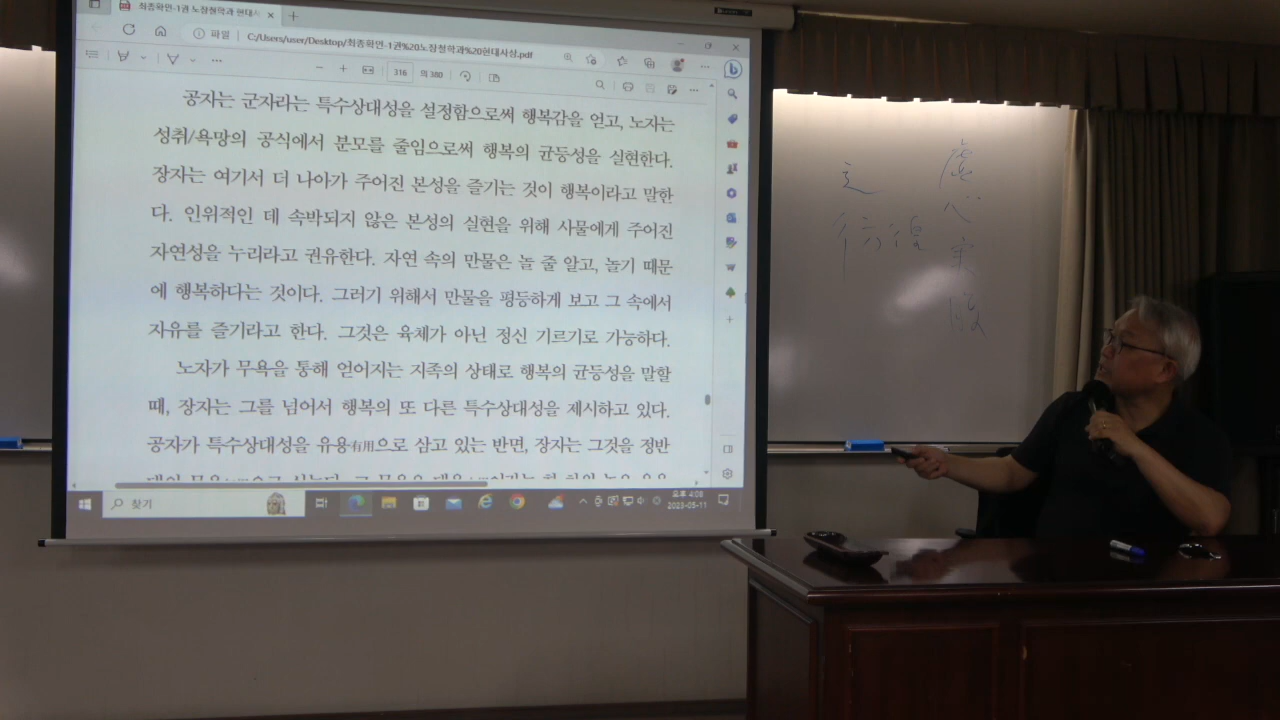 최종확인-1권 노장철학과 현대사
파일 C:/Users/user/Desktop/최종확인-1권%20노장철학과%20현대사상.pdf
316 의 380
공자는 군자라는 특수상대성을 설정함으로써 행복감을 얻고, 노자는
성취/욕망의 공식에서 분모를 줄임으로써 행복의 균등성을 실현한다.
장자는 여기서 더 나아가 주어진 본성을 즐기는 것이 행복이라고 말한
다. 인위적인 데 속박되지 않은 본성의 실현을 위해 사물에게 주어진
자연성을 누리라고 권유한다. 자연 속의 만물은 놀 줄 알고, 놀기 때문
에 행복하다는 것이다. 그러기 위해서 만물을 평등하게 보고 그 속에서
자유를 즐기라고 한다. 그것은 육체가 아닌 정신 기르기로 가능하다.
노자가 무욕을 통해 얻어지는 지족의 상태로 행복의 균등성을 말할
때, 장자는 그를 넘어서 행복의 또 다른 특수상대성을 제시하고 있다.
공자가 특수상대성을 유용有用으로 삼고 있는 반면, 장자는 그것을 정반
찾기
오후 4:08
2023-05-11
虛心實腹